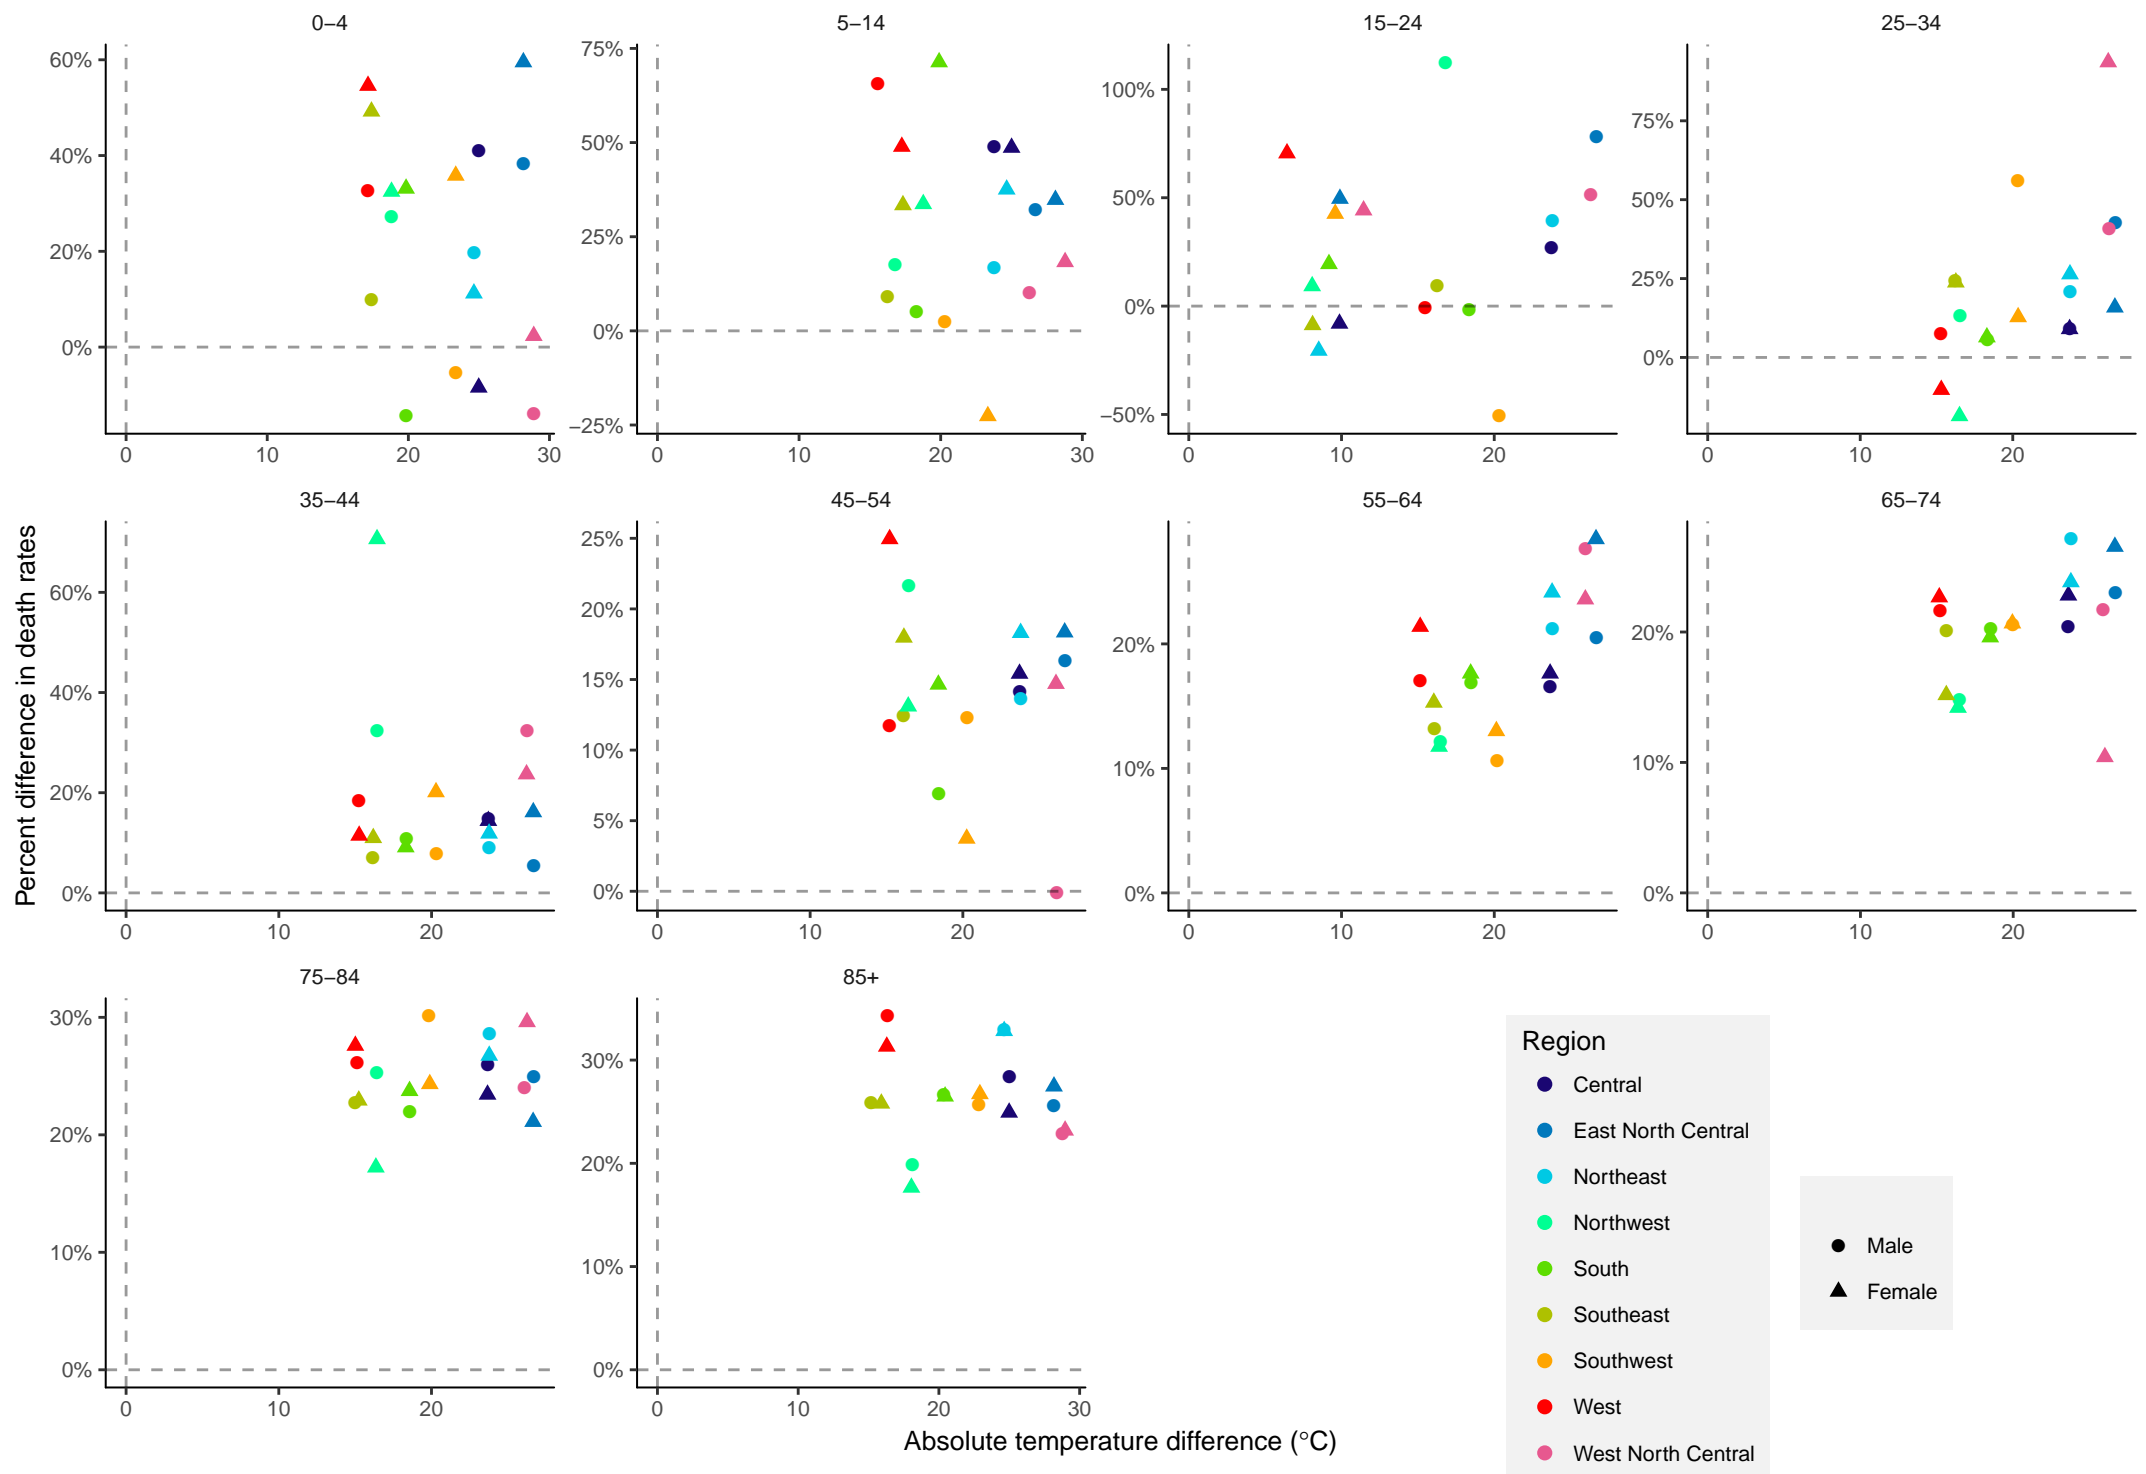 0–4 5–14 15–24 25–34
60% 75% 100% 75%
40% 50% 50% 50%
20% 25% 0% 25%
0% 0% −50% 0%
−25%
0 10 20 30 0 10 20 30 0 10 20 0 10 20
35–44 45–54 55–64 65–74
Percent difference in death rates
60% 25% 20% 20%
40% 20% 10% 10%
20% 15% 0% 0%
0% 10%
5%
0%
0 10 20 0 10 20 0 10 20 0 10 20
75–84 85+
30% 30%
20% 20%
10% 10%
0% 0%
0 10 20 0 10 20 30
Absolute temperature difference (°C)
Region
Central
East North Central
Northeast
Northwest
South
Southeast
Southwest
West
West North Central
Male
Female